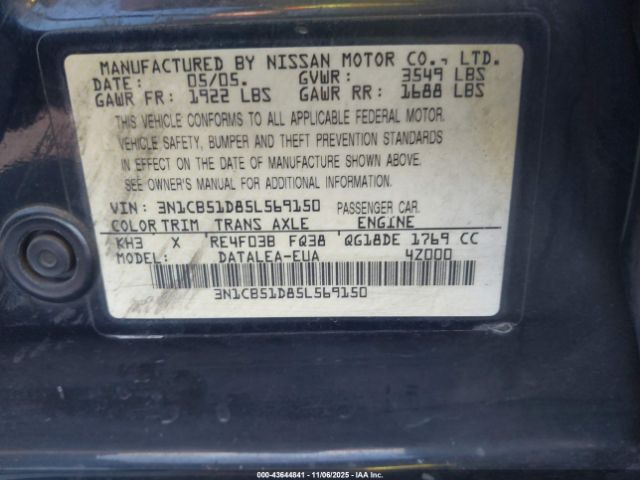 MANUFACTURED BY NISSAN MOTOR CO., LTD.
DATE: 05/05. GVWR: 3549 LBS
GAWR FR: 1922 LBS GAWR RR: 1688 LBS
THIS VEHICLE CONFORMS TO ALL APPLICABLE FEDERAL MOTOR
VEHICLE SAFETY, BUMPER AND THEFT PREVENTION STANDARDS
IN EFFECT ON THE DATE OF MANUFACTURE SHOWN ABOVE.
SEE OWNER'S MANUAL FOR ADDITIONAL INFORMATION.
VIN: 3N1CB51D85L569150 PASSENGER CAR.
COLOR TRIM TRANS AXLE ENGINE
KH3 X RE4F03B FQ38 QG18DE 1769 CC
MODEL: DATALEA-EUA 4Z000
3N1CB51D85L569150
000-43644841 - 11/06/2025 - IAA Inc.